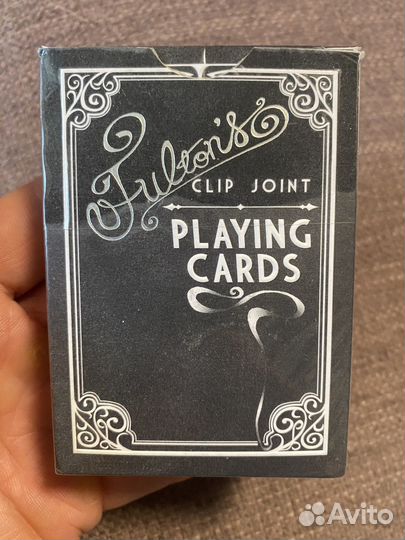 Fulton's
CLIP JOINT
PLAYING
CARDS
Avito